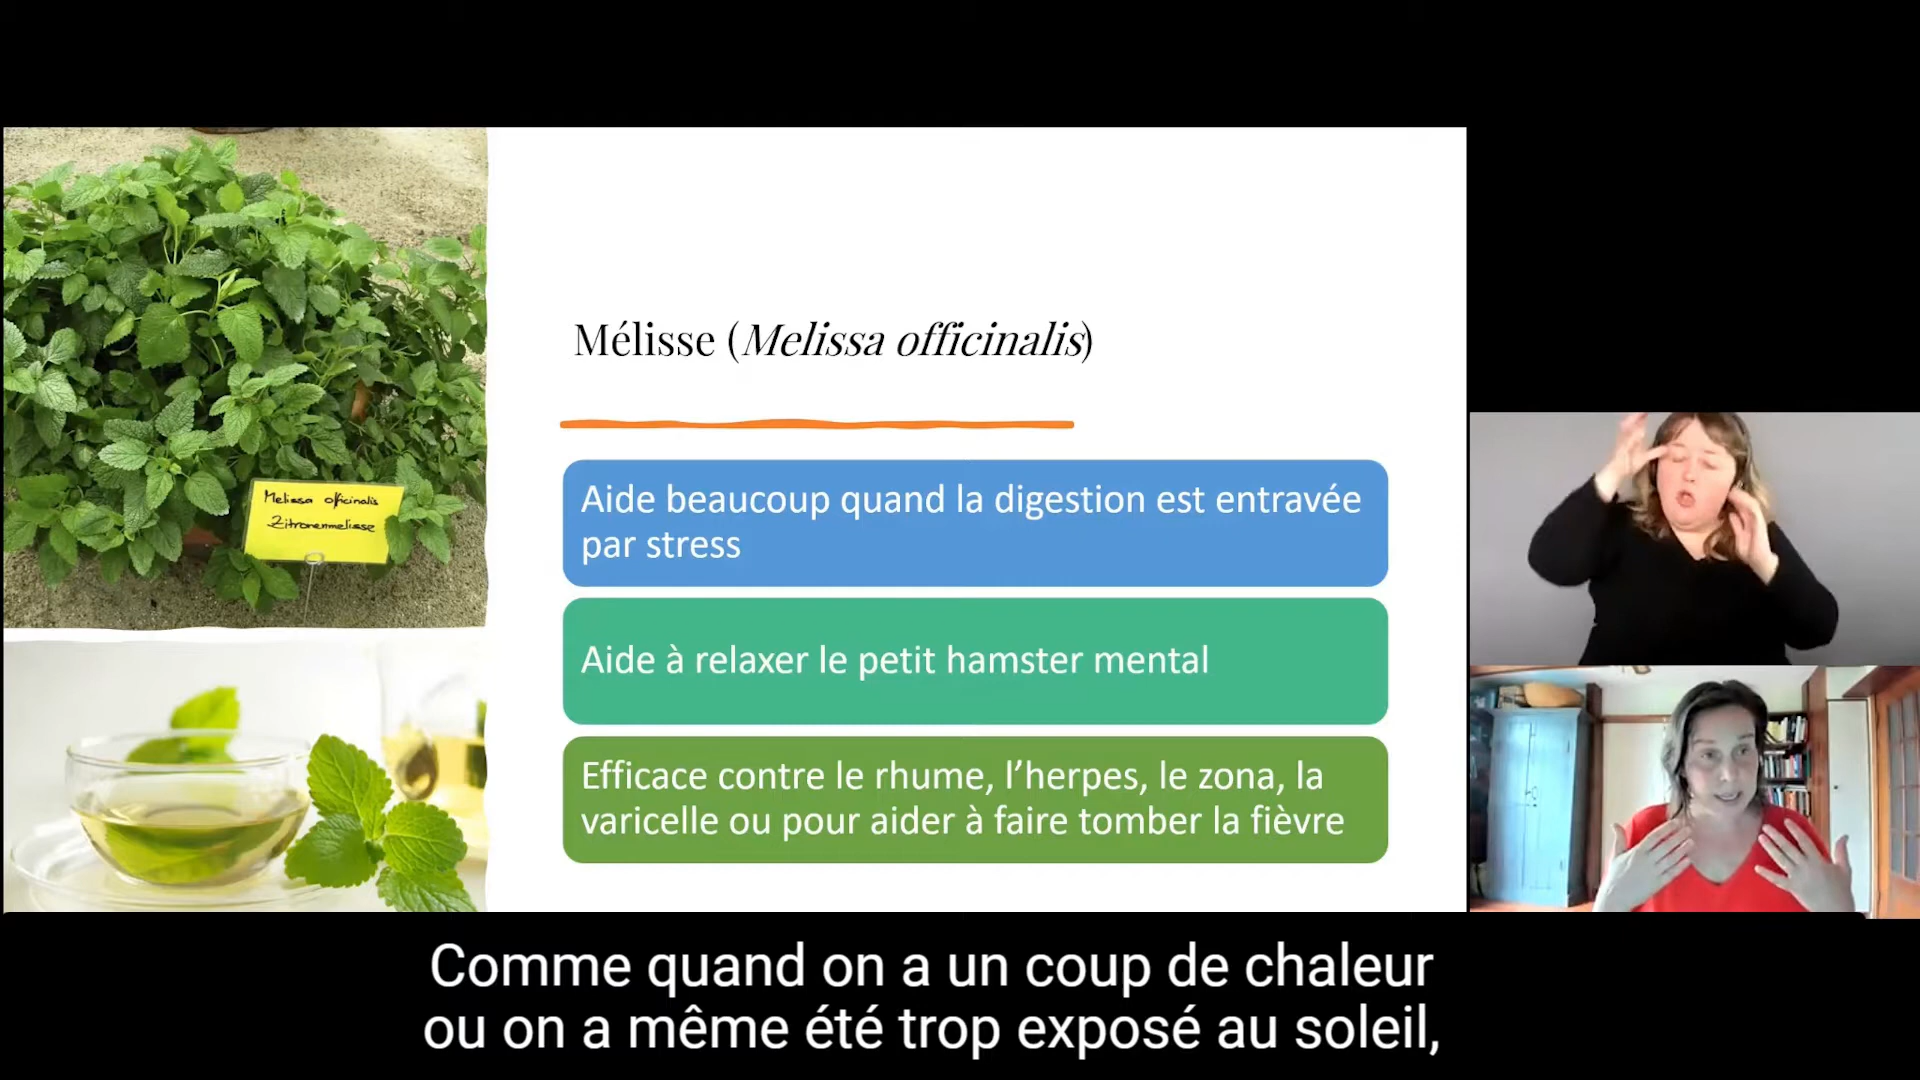 Melissa officinalis
Zitronenmelisse
Mélisse (Melissa officinalis)
Aide beaucoup quand la digestion est entravée
par stress
Aide à relaxer le petit hamster mental
Efficace contre le rhume, l’herpes, le zona, la
varicelle ou pour aider à faire tomber la fièvre
Comme quand on a un coup de chaleur
ou on a même été trop exposé au soleil,